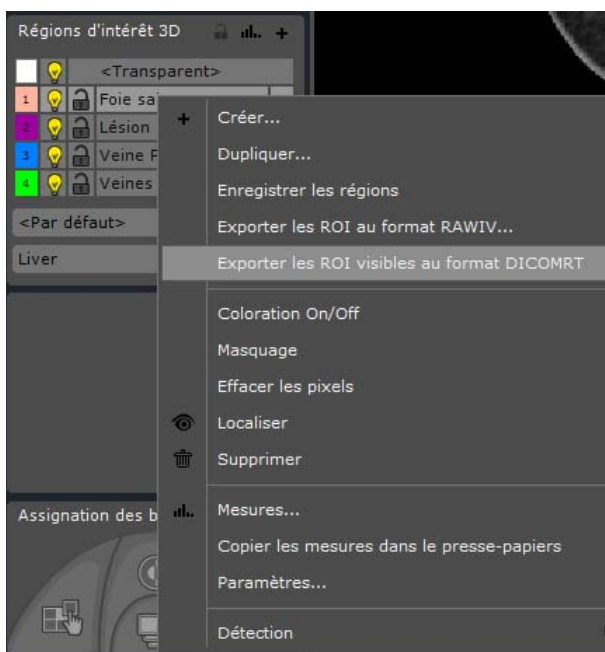 Régions d'intérêt 3D
<Transparent>
1 Foie sai
2 Lésion
3 Veine P
4 Veines
<Par défaut>
Liver
Créer...
Dupliquer...
Enregistrer les régions
Exporter les ROI au format RAWIV...
Exporter les ROI visibles au format DICOMRT
Coloration On/Off
Masquage
Effacer les pixels
Localiser
Supprimer
Mesures...
Copier les mesures dans le presse-papiers
Paramètres...
Détection
Assignation des b